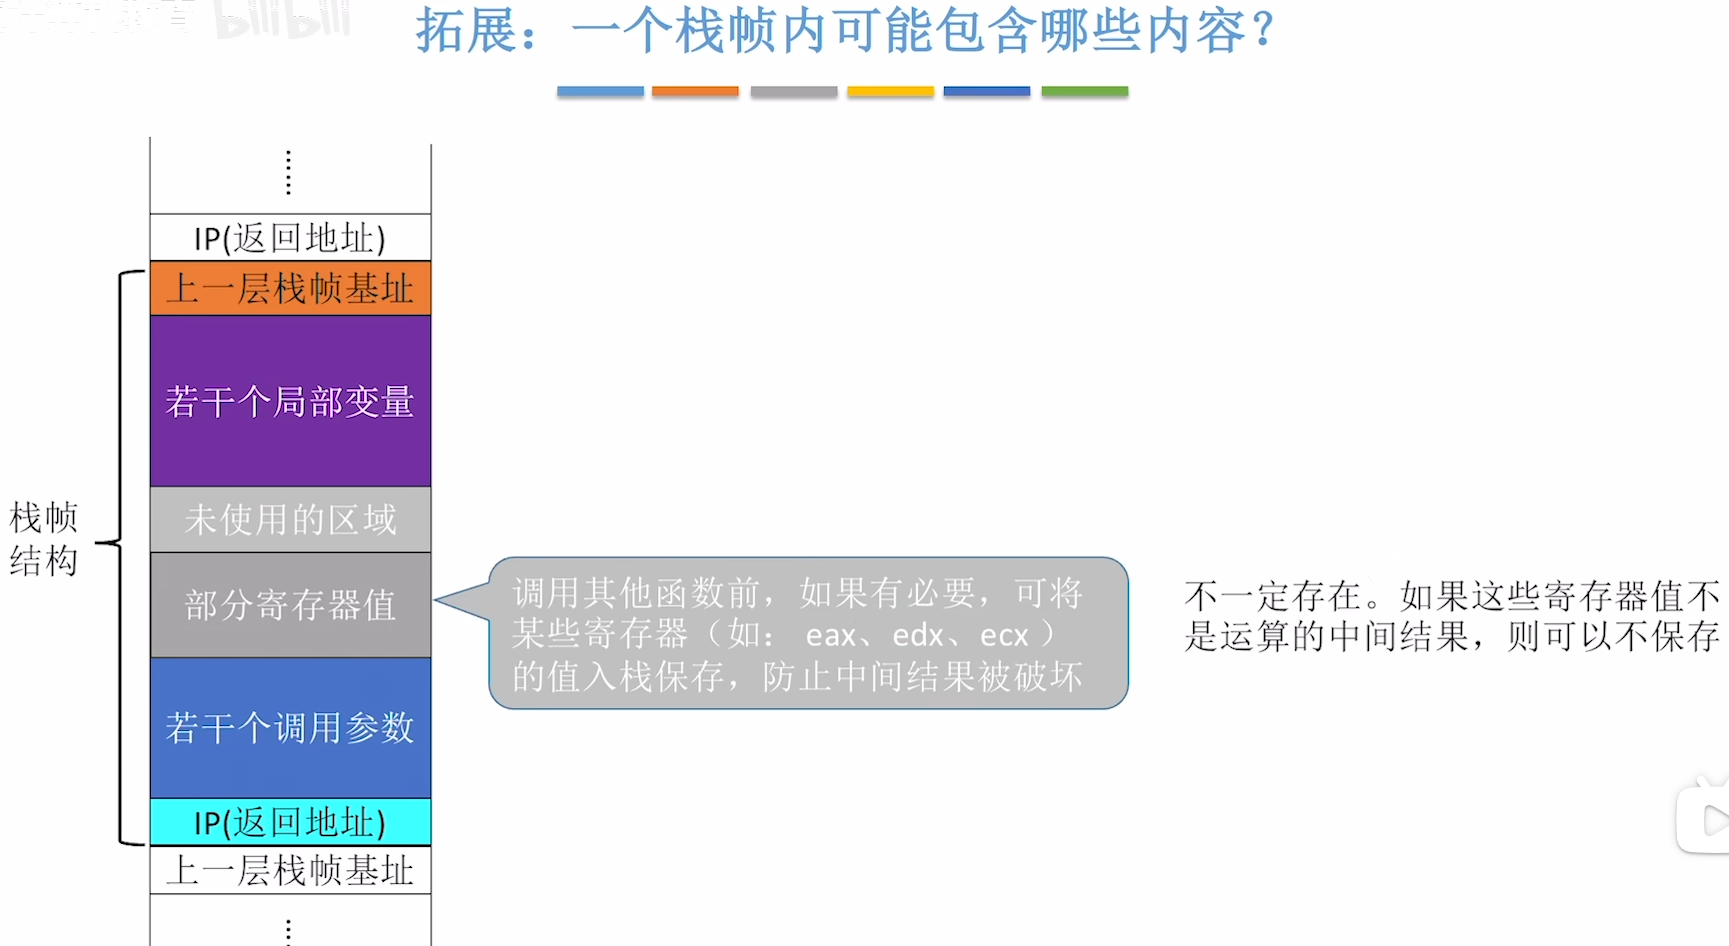 bilibili
拓展：一个栈帧内可能包含哪些内容？
IP(返回地址)
上一层栈帧基址
若干个局部变量
未使用的区域
栈帧
结构
部分寄存器值
调用其他函数前，如果有必要，可将
某些寄存器（如： eax、edx、ecx ）
的值入栈保存，防止中间结果被破坏
不一定存在。如果这些寄存器值不
是运算的中间结果，则可以不保存
若干个调用参数
IP(返回地址)
上一层栈帧基址